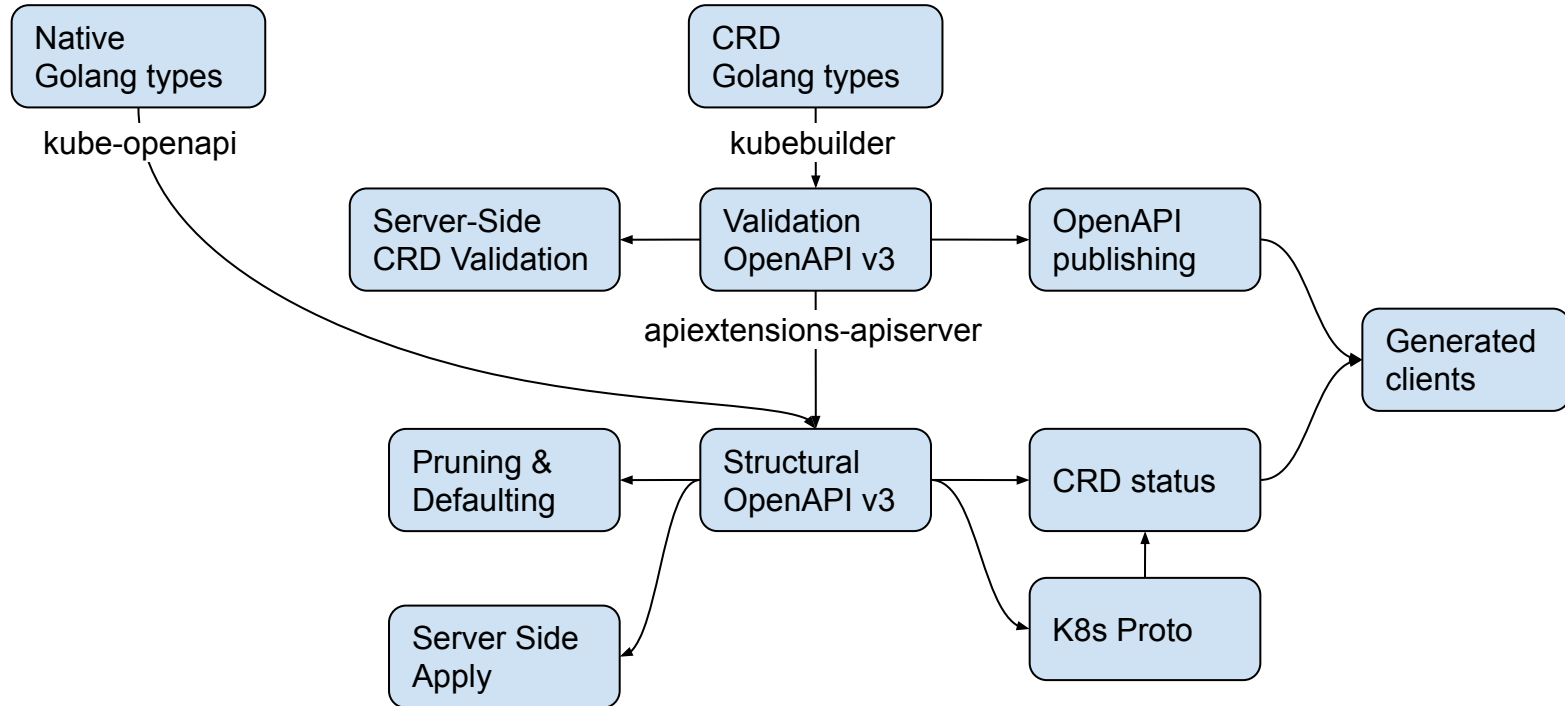 Native
Golang types
CRD
Golang types
kube-openapi
kubebuilder
Server-Side
CRD Validation
Validation
OpenAPI v3
OpenAPI
publishing
apiextensions-apiserver
Generated
clients
Pruning &
Defaulting
Structural
OpenAPI v3
CRD status
Server Side
Apply
K8s Proto